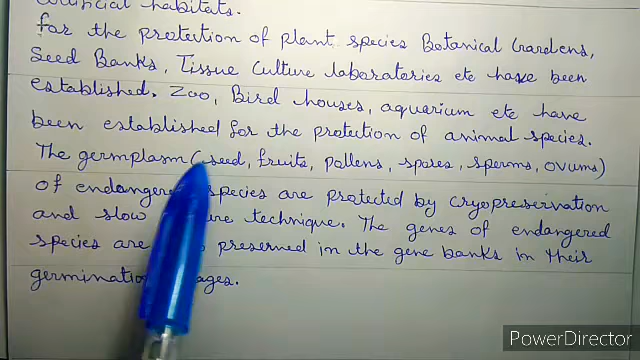 artificial habitats.
for the protection of plant species Botanical Gardens,
Seed Banks, Tissue Culture laboratories etc have been
established. Zoo, Bird houses, aquarium etc have
been established for the protection of animal species.
The germplasm (seed, fruits, pollens, spores, sperms, ovums)
of endangered species are protected by cryopreservation
and slow technique. The genes of endangered
species are preserved in the gene banks in their
germination
PowerDirector